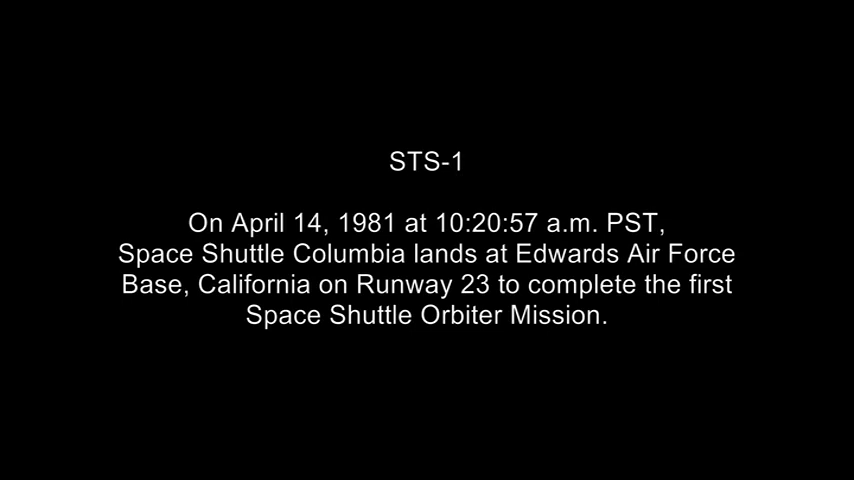 STS-1
On April 14, 1981 at 10:20:57 a.m. PST,
Space Shuttle Columbia lands at Edwards Air Force
Base, California on Runway 23 to complete the first
Space Shuttle Orbiter Mission.